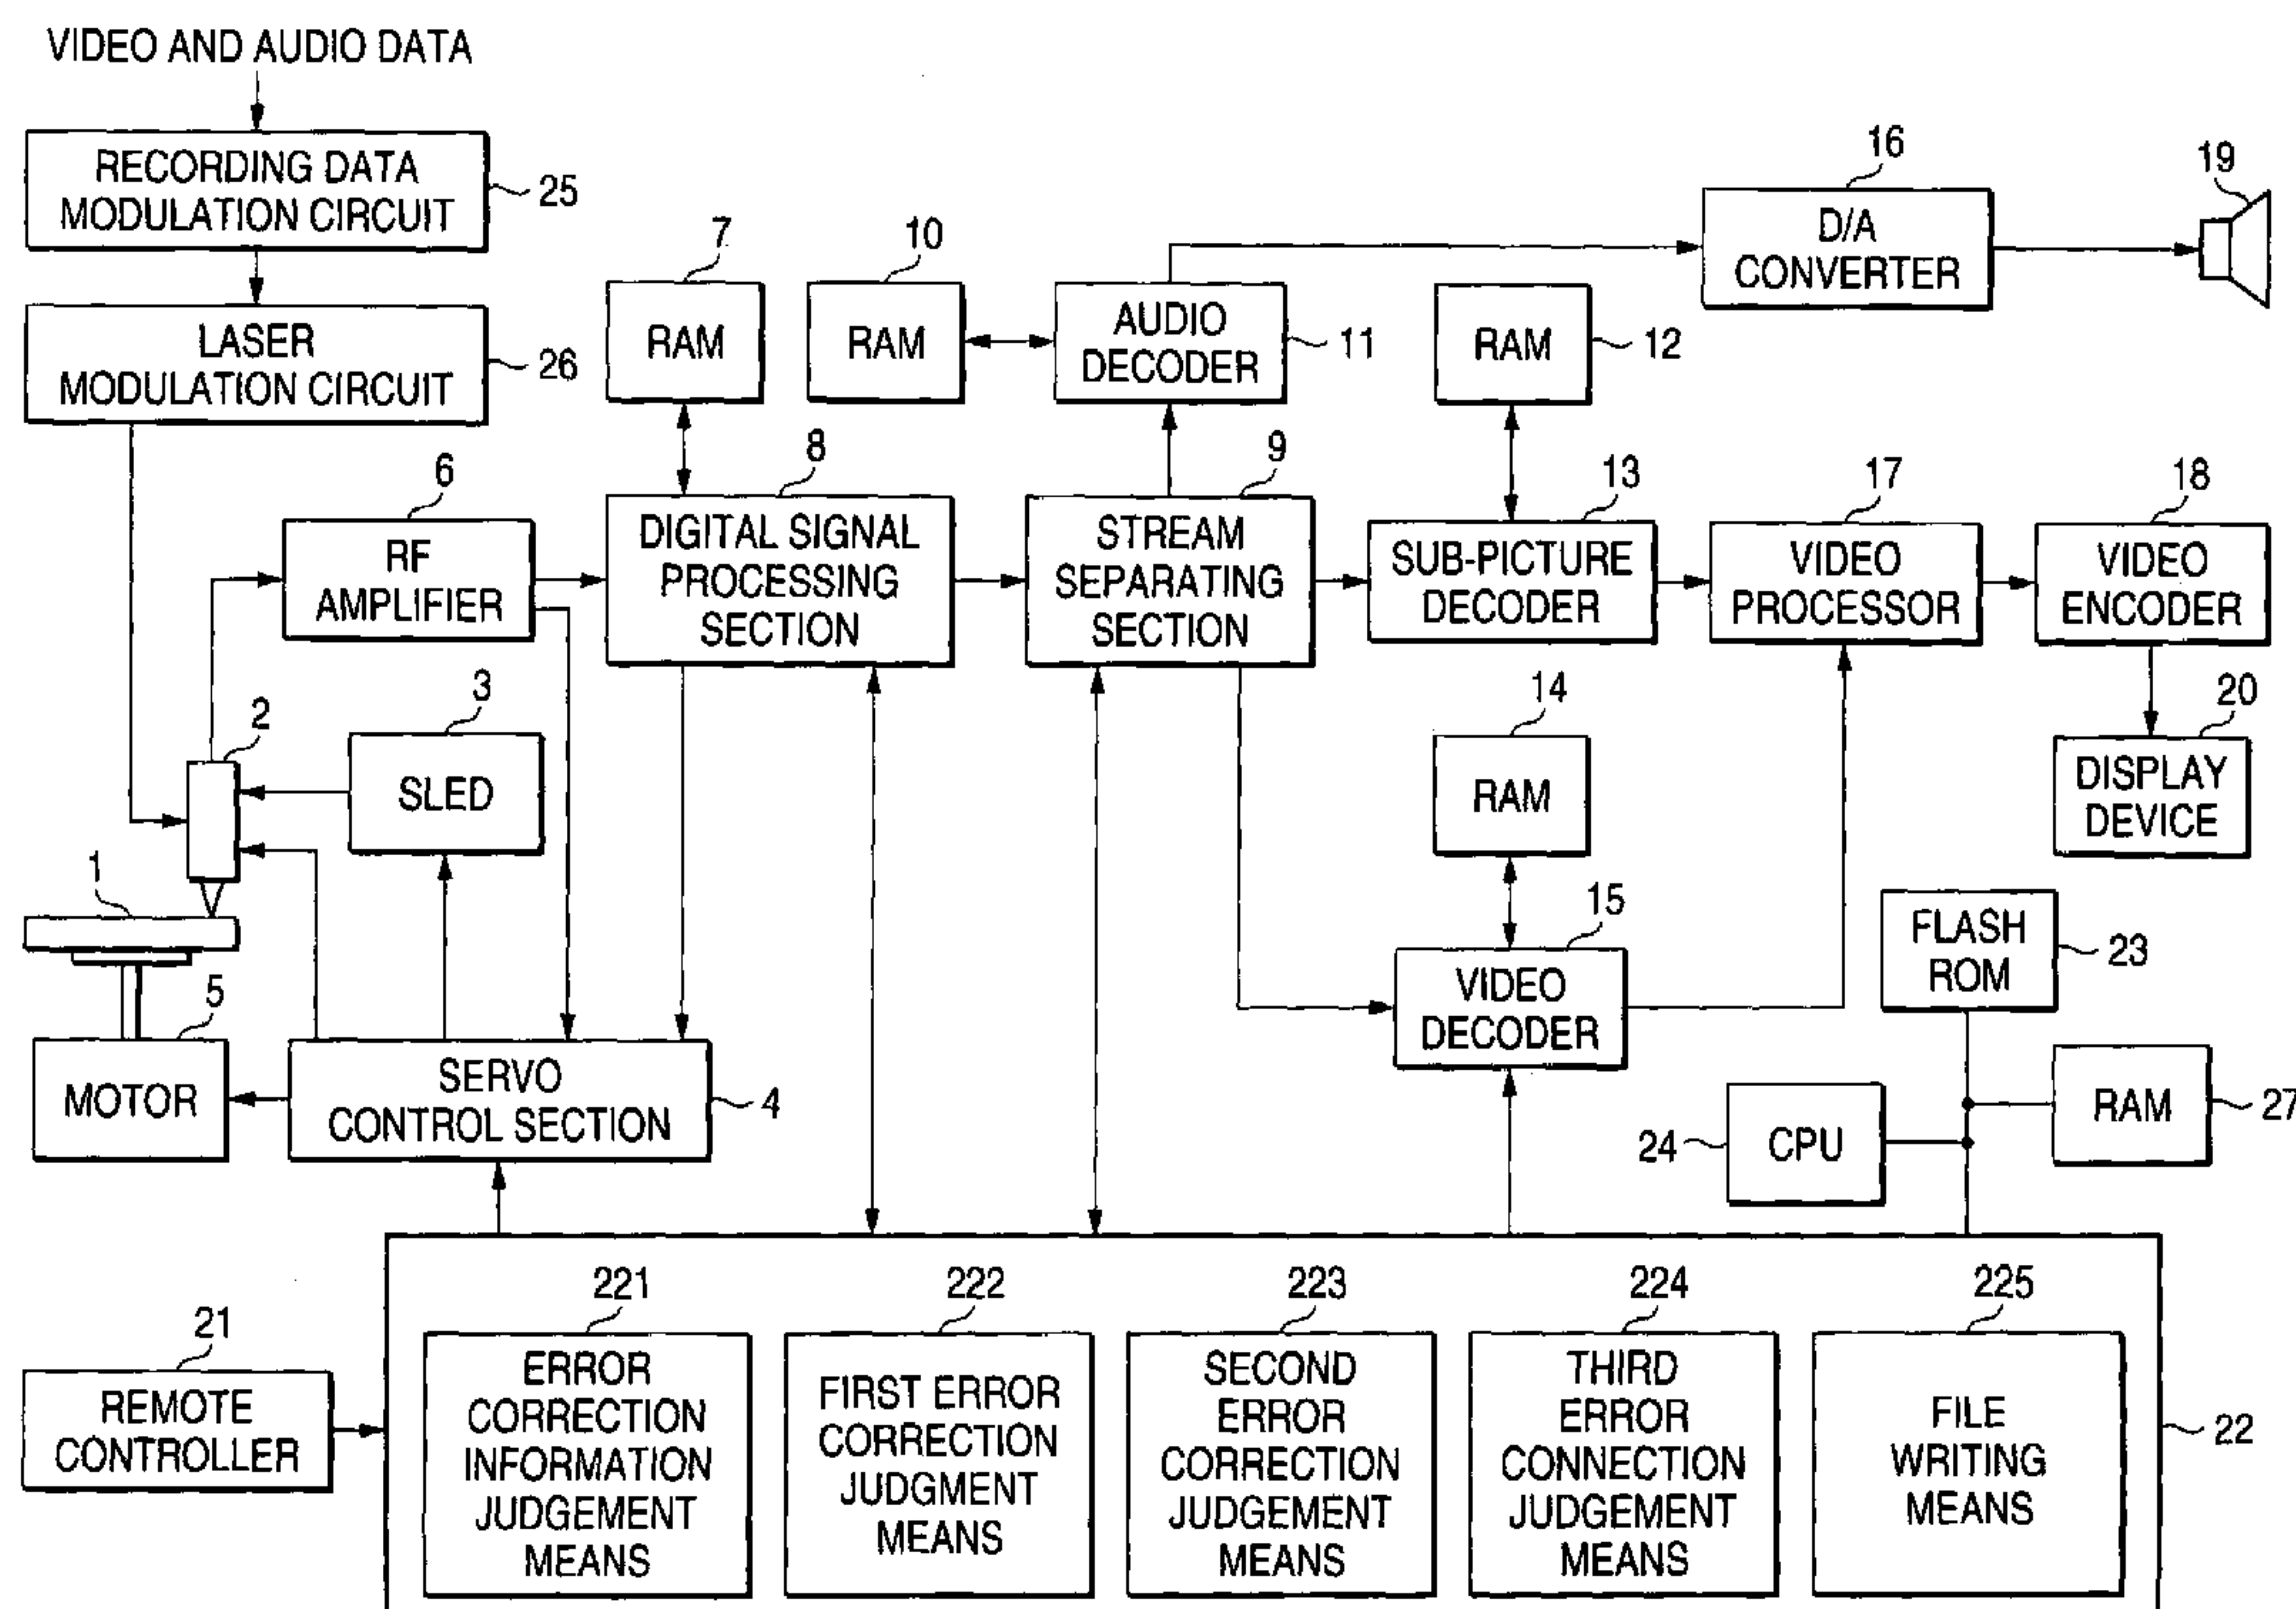 VIDEO AND AUDIO DATA
RECORDING DATA
MODULATION CIRCUIT
25
LASER
MODULATION CIRCUIT
26
7
RAM
10
RAM
AUDIO
DECODER
11
RAM
12
16
D/A
CONVERTER
19
6
RF
AMPLIFIER
8
DIGITAL SIGNAL
PROCESSING
SECTION
9
STREAM
SEPARATING
SECTION
13
SUB-PICTURE
DECODER
17
VIDEO
PROCESSOR
18
VIDEO
ENCODER
2
3
SLED
14
RAM
20
DISPLAY
DEVICE
1
5
MOTOR
SERVO
CONTROL SECTION
4
15
VIDEO
DECODER
FLASH
ROM
23
24
CPU
RAM
27
21
REMOTE
CONTROLLER
221
ERROR
CORRECTION
INFORMATION
JUDGEMENT
MEANS
222
FIRST ERROR
CORRECTION
JUDGMENT
MEANS
223
SECOND
ERROR
CORRECTION
JUDGEMENT
MEANS
224
THIRD
ERROR
CONNECTION
JUDGEMENT
MEANS
225
FILE
WRITING
MEANS
22